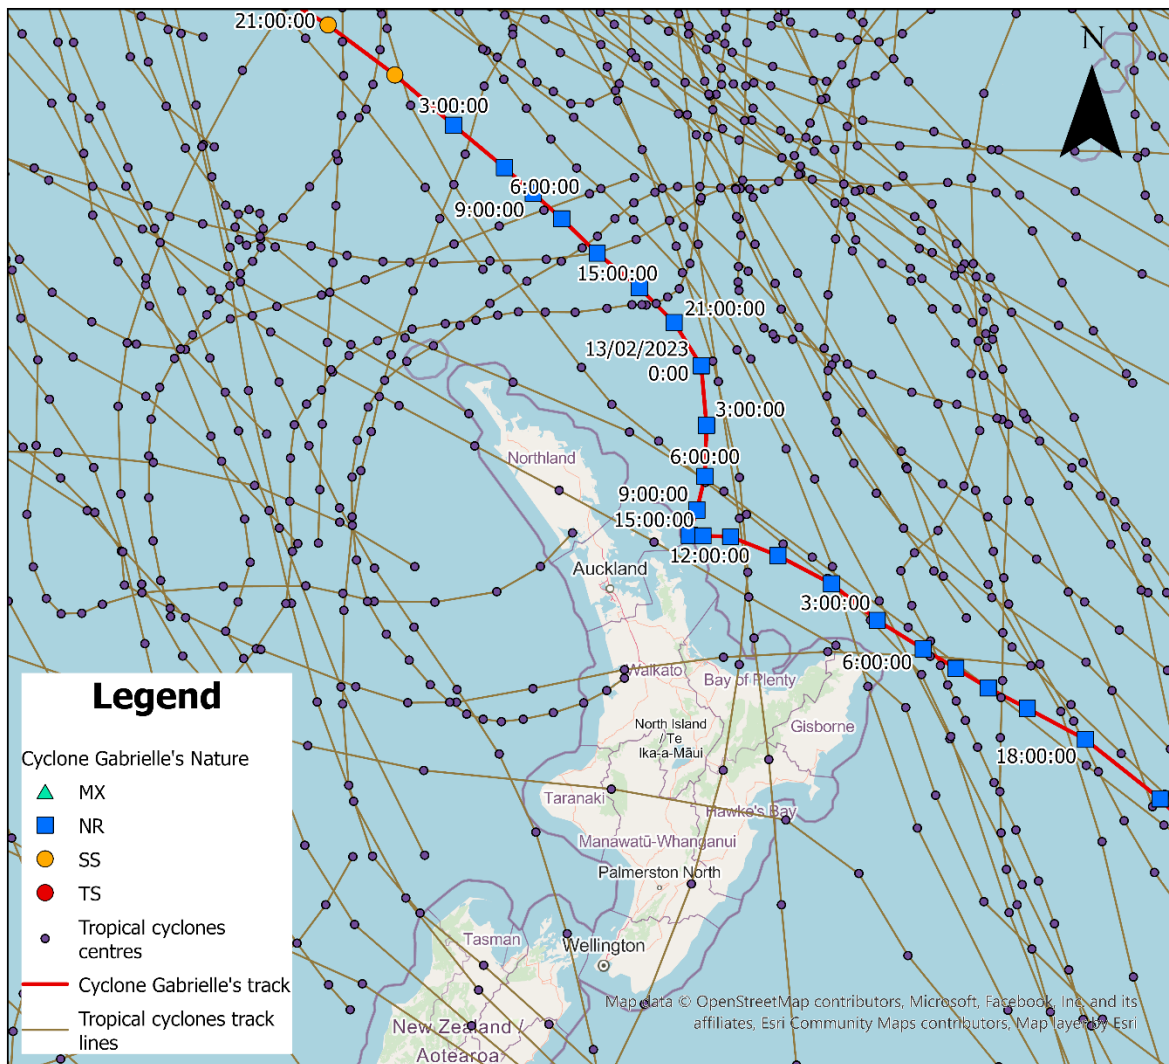 21:00:00
N
3:00:00
6:00:00
9:00:00
15:00:00
21:00:00
13/02/2023
0:00
3:00:00
Northland
6:00:00
9:00:00
15:00:00
12:00:00
Auckland
3:00:00
6:00:00
Waikato
Bay of Plenty
Gisborne
North Island
/ Te
Ika-a-Māui
18:00:00
Taranaki
Hawke's Bay
Manawatū-Whanganui
Palmerston North
Tasman
Wellington
New Zealand /
Aotearoa
Legend
Cyclone Gabrielle's Nature
MX
NR
SS
TS
Tropical cyclones
centres
Cyclone Gabrielle's track
Tropical cyclones track
lines
Map data © OpenStreetMap contributors, Microsoft, Facebook, Inc. and its
affiliates, Esri Community Maps contributors, Map layer by Esri